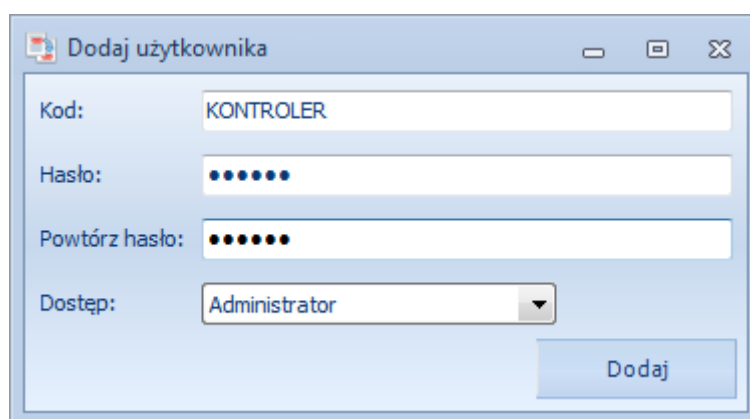 Dodaj użytkownika
Kod: KONTROLER
Hasło: ••••••
Powtórz hasło: ••••••
Dostęp: Administrator
Dodaj